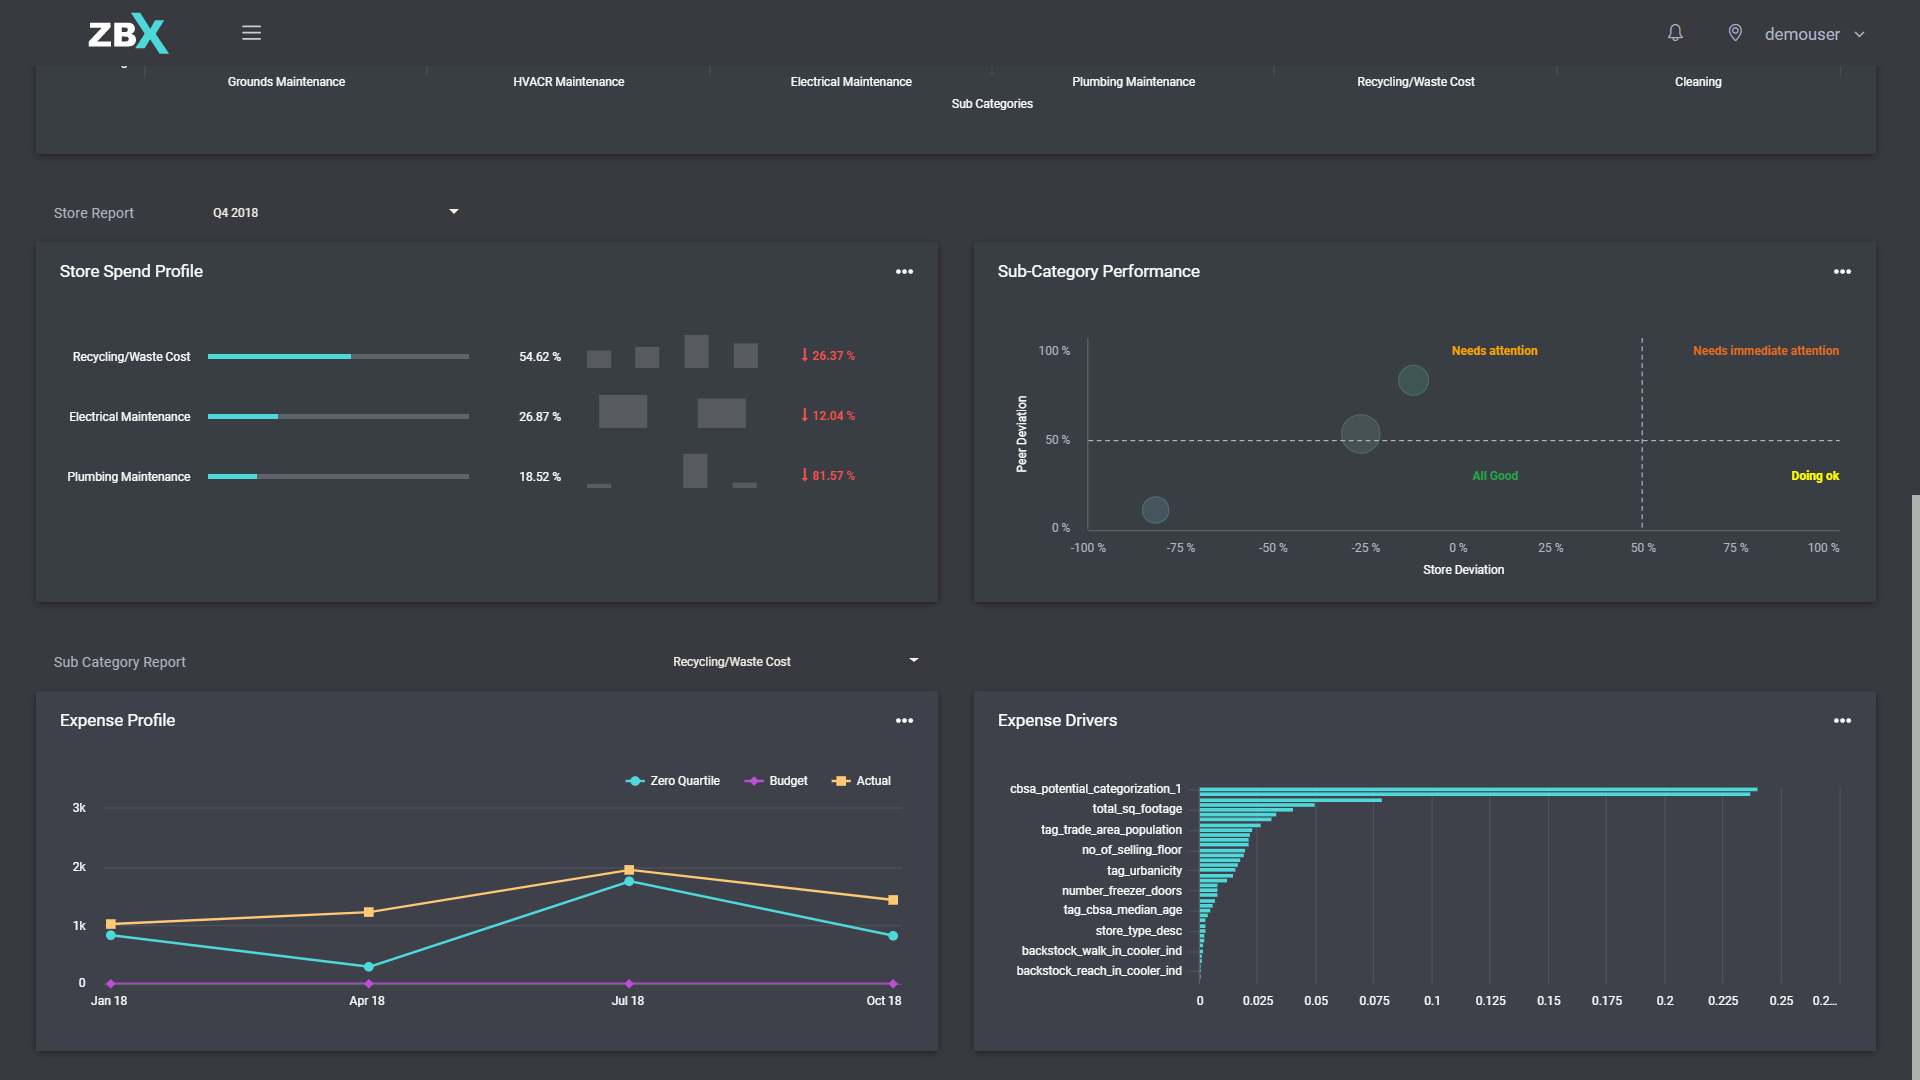 ZBX
demouser
Grounds Maintenance HVACR Maintenance Electrical Maintenance Plumbing Maintenance Recycling/Waste Cost Cleaning
Sub Categories
Store Report Q4 2018
Store Spend Profile
Recycling/Waste Cost 54.62 % 26.37 %
Electrical Maintenance 26.87 % 12.04 %
Plumbing Maintenance 18.52 % 81.57 %
Sub-Category Performance
Peer Deviation
100 %
50 %
0 %
Needs attention Needs immediate attention
All Good Doing ok
-100 % -75 % -50 % -25 % 0 % 25 % 50 % 75 % 100 %
Store Deviation
Sub Category Report Recycling/Waste Cost
Expense Profile
Zero Quartile Budget Actual
3k
2k
1k
0
Jan 18 Apr 18 Jul 18 Oct 18
Expense Drivers
cbsa_potential_categorization_1
total_sq_footage
tag_trade_area_population
no_of_selling_floor
tag_urbanicity
number_freezer_doors
tag_cbsa_median_age
store_type_desc
backstock_walk_in_cooler_ind
backstock_reach_in_cooler_ind
0 0.025 0.05 0.075 0.1 0.125 0.15 0.175 0.2 0.225 0.25 0.2...